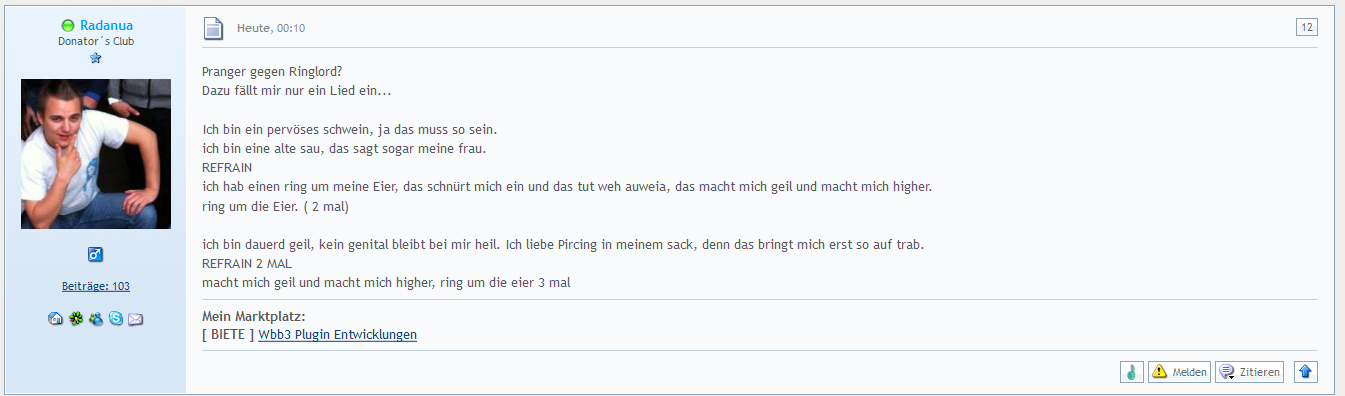 Radanua
Donator´s Club
Beiträge: 103
Heute, 00:10
12
Pranger gegen Ringlord?
Dazu fällt mir nur ein Lied ein...
Ich bin ein pervöses schwein, ja das muss so sein.
ich bin eine alte sau, das sagt sogar meine frau.
REFRAIN
ich hab einen ring um meine Eier, das schnürt mich ein und das tut weh auweia, das macht mich geil und macht mich higher.
ring um die Eier. ( 2 mal)
ich bin dauerd geil, kein genital bleibt bei mir heil. Ich liebe Pircing in meinem sack, denn das bringt mich erst so auf trab.
REFRAIN 2 MAL
macht mich geil und macht mich higher, ring um die eier 3 mal
Mein Marktplatz:
[ BIETE ] Wbb3 Plugin Entwicklungen
Melden
Zitieren